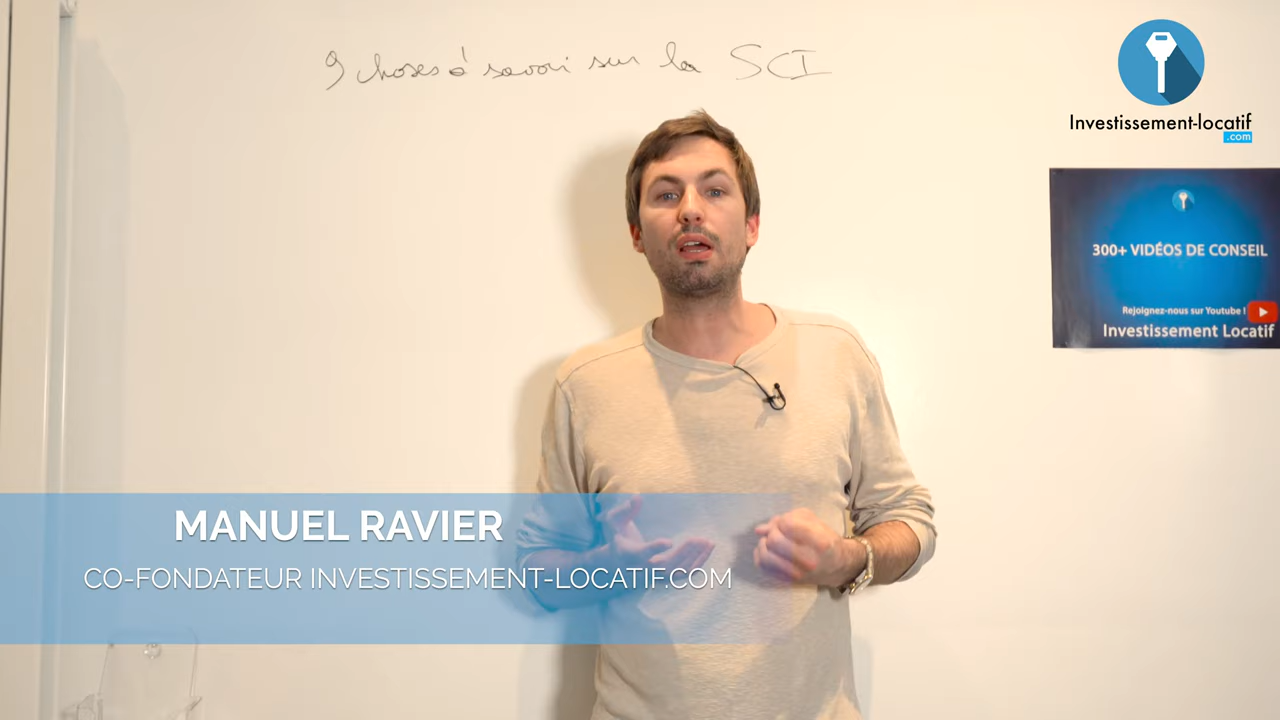 9 choses à savoir sur la SCI
Investissement-locatif
.com
300+ VIDÉOS DE CONSEIL
Rejoignez-nous sur Youtube !
Investissement Locatif
MANUEL RAVIER
CO-FONDATEUR INVESTISSEMENT-LOCATIF.COM